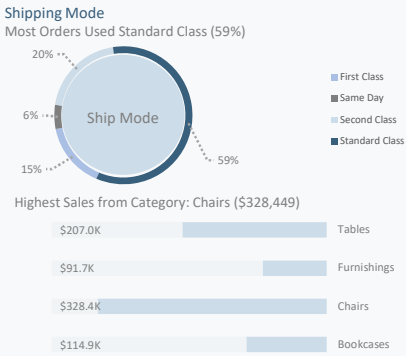 Shipping Mode
Most Orders Used Standard Class (59%)
20%
6%
15%
59%
Ship Mode
First Class
Same Day
Second Class
Standard Class
Highest Sales from Category: Chairs ($328,449)
$207.0K Tables
$91.7K Furnishings
$328.4K Chairs
$114.9K Bookcases